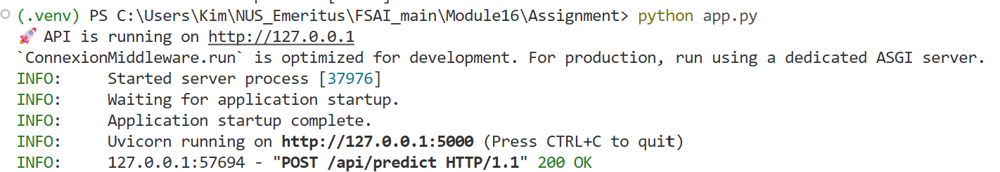 (.venv) PS C:\Users\Kim\NUS_Emeritus\FSAI_main\Module16\Assignment> python app.py
🚀 API is running on http://127.0.0.1
`ConnexionMiddleware.run` is optimized for development. For production, run using a dedicated ASGI server.
INFO:     Started server process [37976]
INFO:     Waiting for application startup.
INFO:     Application startup complete.
INFO:     Uvicorn running on http://127.0.0.1:5000 (Press CTRL+C to quit)
INFO:     127.0.0.1:57694 - "POST /api/predict HTTP/1.1" 200 OK